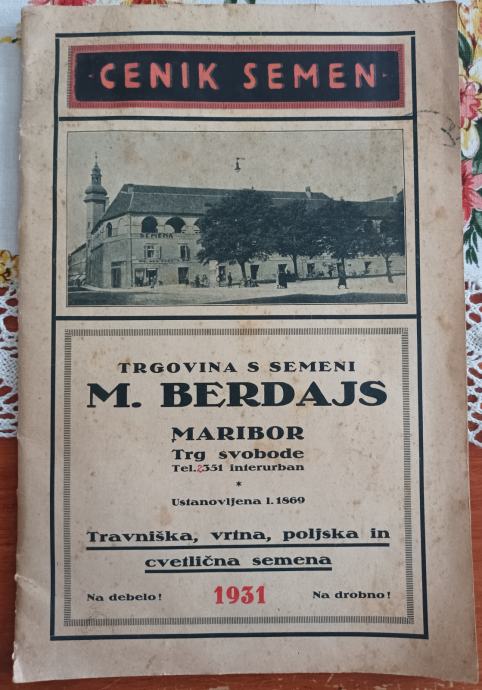 CENIK SEMEN
SEMENA
TRGOVINA S SEMENI
M. BERDAJS
MARIBOR
Trg svobode
Tel. 2351 interurban
*
Ustanovljena l. 1869
Travniška, vrtna, poljska in
cvetlična semena
Na debelo! 1931 Na drobno!